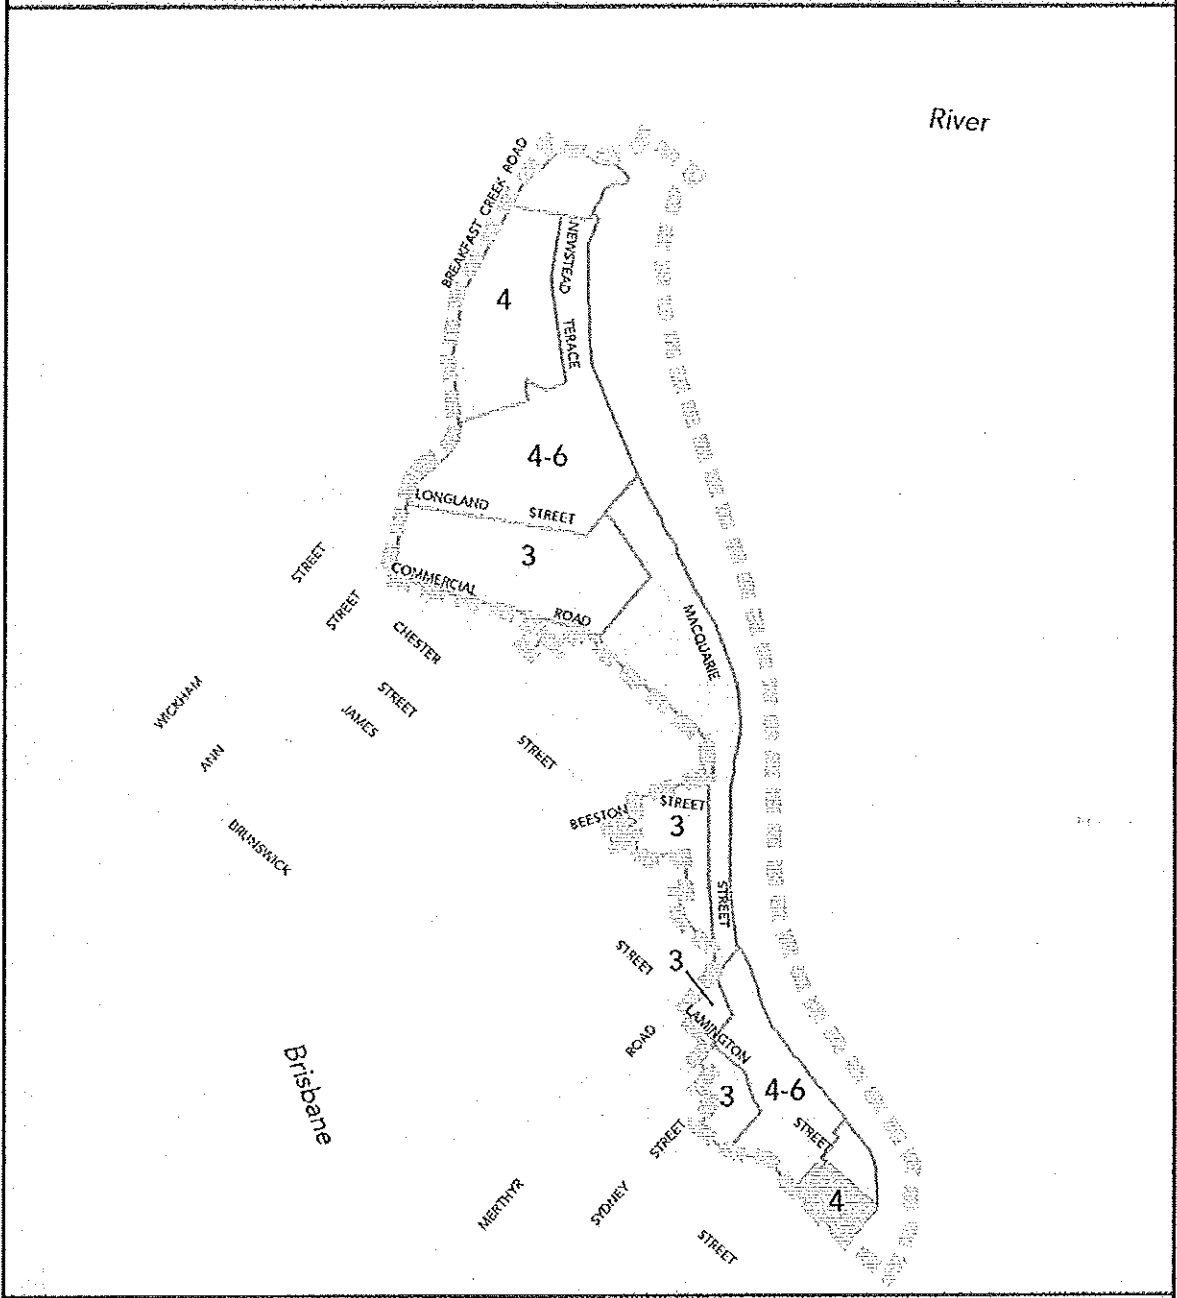 River
BREAKFAST CREEK ROAD
NEWSTEAD TERACE
4
4-6
LONGLAND STREET
3
COMMERCIAL ROAD
STREET
STREET
CHESTER
MACQUARIE
WICKHAM
STREET
JAMES
ANN
STREET
BEESTON STREET
3
BRUNSWICK
STREET
STREET
3
LAMINGTON
ROAD
Brisbane
3
4-6
STREET
STREET
MERTHYR
SYDNEY
4
STREET